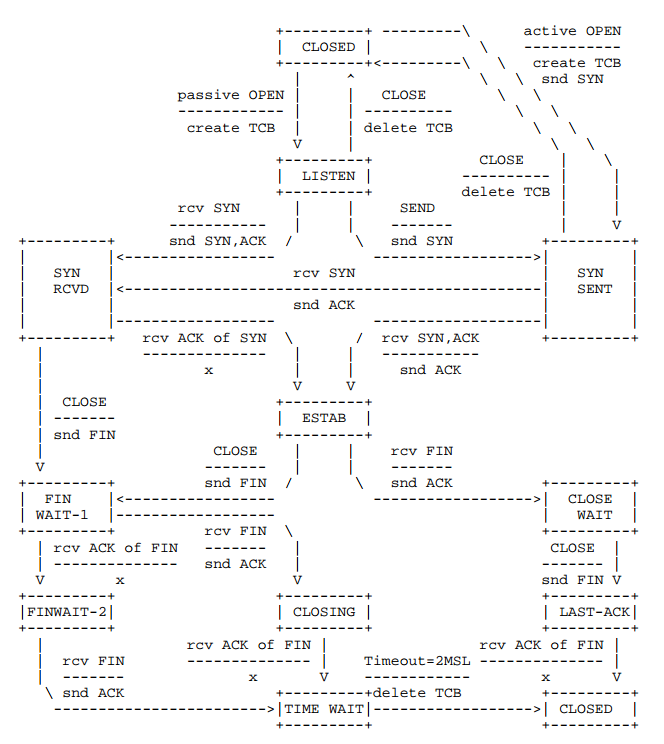 active OPEN
CLOSED
create TCB
snd SYN
passive OPEN CLOSE
create TCB delete TCB
CLOSE
LISTEN
delete TCB
rcv SYN SEND
snd SYN,ACK snd SYN
SYN rcv SYN SYN
RCVD SENT
snd ACK
rcv ACK of SYN rcv SYN,ACK
x snd ACK
CLOSE
ESTAB
snd FIN
CLOSE rcv FIN
snd FIN snd ACK
FIN CLOSE
WAIT-1 WAIT
rcv FIN
rcv ACK of FIN CLOSE
snd ACK
x snd FIN V
V V
FINWAIT-2 CLOSING LAST-ACK
rcv ACK of FIN rcv ACK of FIN
rcv FIN Timeout=2MSL
x V x V
snd ACK delete TCB
TIME WAIT CLOSED